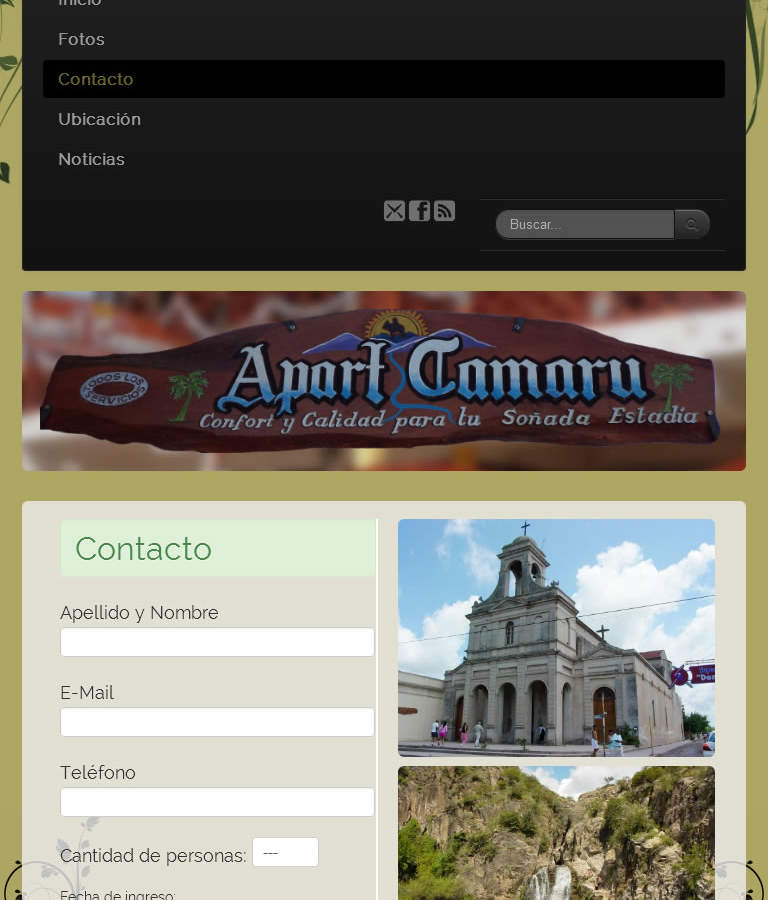 Inicio
Fotos
Contacto
Ubicación
Noticias
Buscar...
TODOS LOS
SERVICIOS
Apart Camaru
Confort y Calidad para tu Soñada Estadía
Contacto
Apellido y Nombre
E-Mail
Teléfono
Cantidad de personas: ---
Fecha de ingreso: